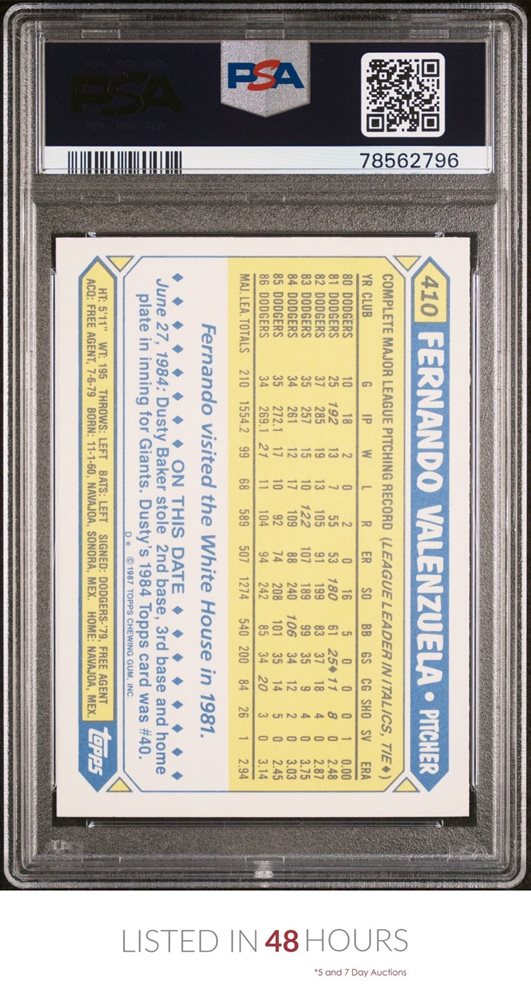 PSA
PSA
78562796
410 FERNANDO VALENZUELA • PITCHER
COMPLETE MAJOR LEAGUE PITCHING RECORD (LEAGUE LEADER IN ITALICS, TIE ♦)
YR CLUB G IP W L R ER SO BB GS CG SHO SV ERA
80 DODGERS 10 18 2 0 2 0 16 5 0 0 0 1 0.00
81 DODGERS 25 192 13 7 55 53 180 61 25♦ 11 8 0 2.48
82 DODGERS 37 285 19 13 105 91 199 83 37 18 4 0 2.87
83 DODGERS 35 257 15 10 122 107 189 99 35 9 4 0 3.75
84 DODGERS 34 261 12 17 109 88 240 106 34 12 2 0 3.03
85 DODGERS 35 272.1 17 10 92 74 208 101 35 14 5 0 2.45
86 DODGERS 34 269.1 21 11 104 94 242 85 34 20 3 0 3.14
MAJ. LEA. TOTALS 210 1554.2 99 68 589 507 1274 540 200 84 26 1 2.94
Fernando visited the White House in 1981.
♦ ♦ ♦ ♦ ♦ ♦ ♦ ♦ ON THIS DATE ♦ ♦ ♦ ♦ ♦ ♦ ♦ ♦
June 27, 1984: Dusty Baker stole 2nd base, 3rd base and home
plate in inning for Giants. Dusty's 1984 Topps card was #40.
D* ©1987 TOPPS CHEWING GUM, INC.
HT: 5'11" WT: 195 THROWS: LEFT BATS: LEFT SIGNED: DODGERS-'79, FREE AGENT
ACQ: FREE AGENT, 7-6-79 BORN: 11-1-60, NAVAJOA, SONORA, MEX. HOME: NAVAJOA, MEX.
topps
LISTED IN 48 HOURS
*5 and 7 Day Auctions